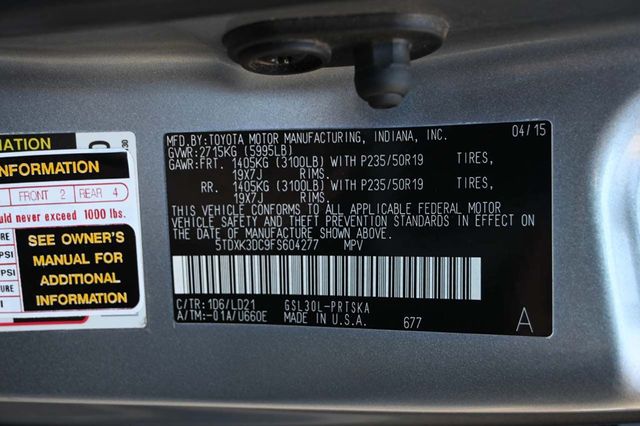 MATION
INFORMATION
FRONT 2 REAR 4
uld never exceed 1000 lbs.
SEE OWNER'S
MANUAL FOR
ADDITIONAL
INFORMATION
PSI
PSI
MFD.BY:TOYOTA MOTOR MANUFACTURING, INDIANA, INC. 04/15
GVWR:2715KG (5995LB)
GAWR:FRT. 1405KG (3100LB) WITH P235/50R19 TIRES,
19X7J RIMS.
RR. 1405KG (3100LB) WITH P235/50R19 TIRES,
19X7J RIMS.
THIS VEHICLE CONFORMS TO ALL APPLICABLE FEDERAL MOTOR
VEHICLE SAFETY AND THEFT PREVENTION STANDARDS IN EFFECT ON
THE DATE OF MANUFACTURE SHOWN ABOVE.
5TDXK3DC9FS604277 MPV
C/TR:1D6/LD21 GSL30L-PRTSKA
A/TM:-01A/U660E MADE IN U.S.A. 677 A